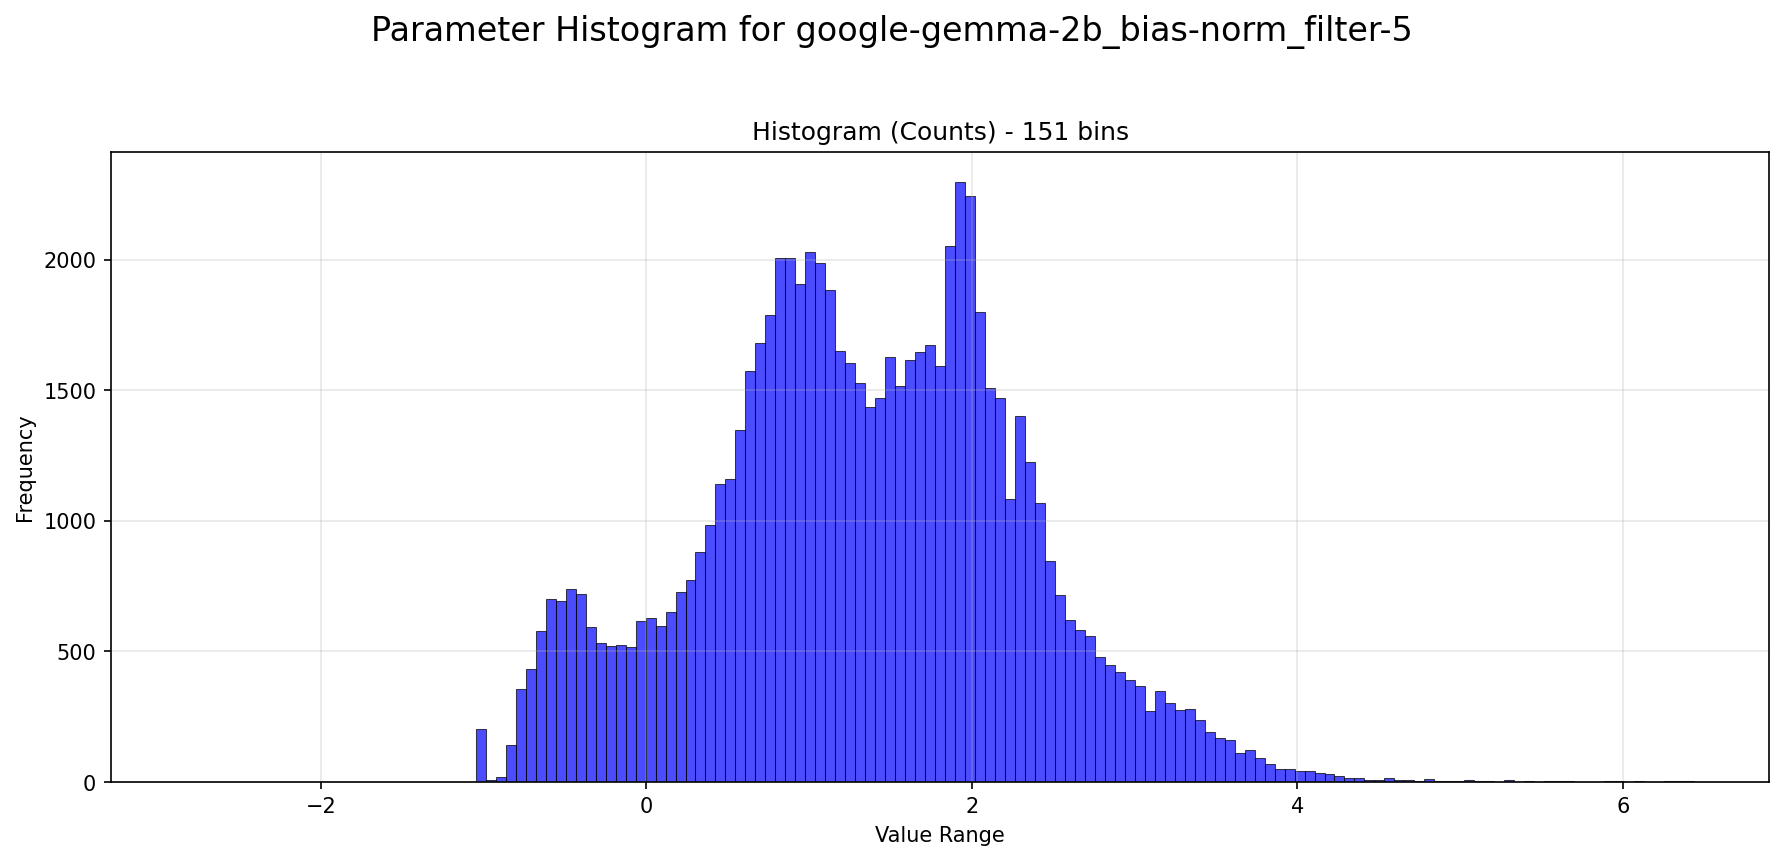 Parameter Histogram for google-gemma-2b_bias-norm_filter-5
Histogram (Counts) - 151 bins
Frequency
2000
1500
1000
500
0
−2
0
2
4
6
Value Range